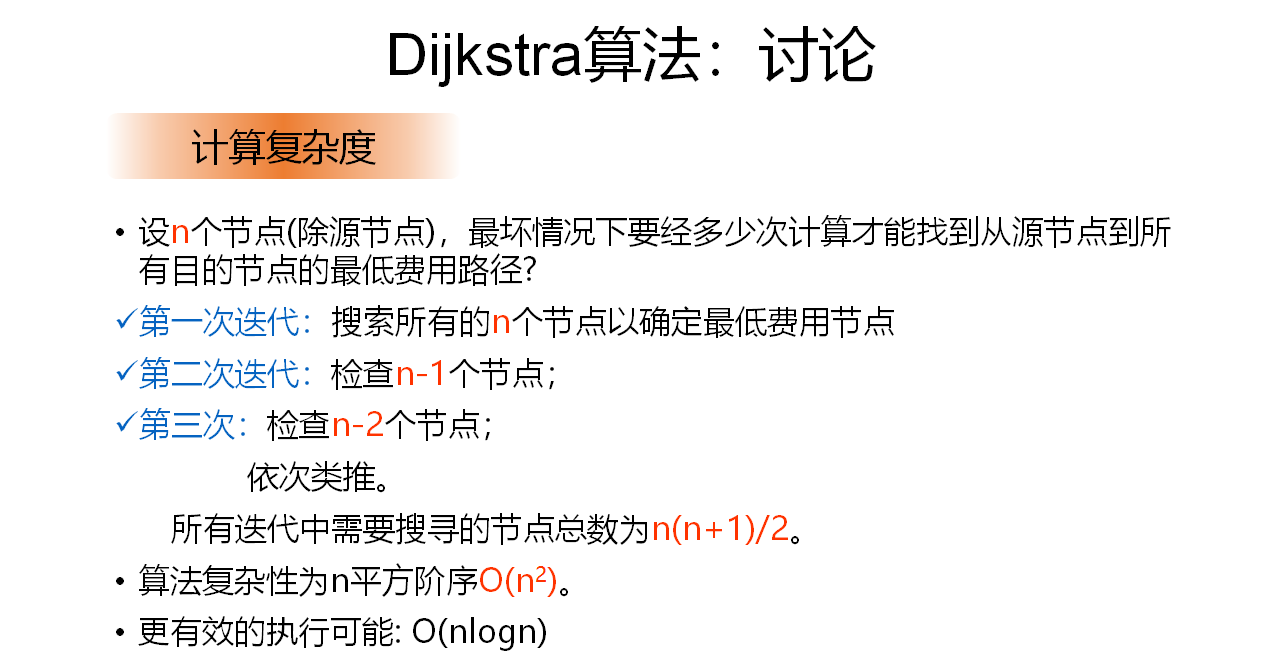 Dijkstra算法：讨论
计算复杂度
• 设n个节点(除源节点)，最坏情况下要经多少次计算才能找到从源节点到所
有目的节点的最低费用路径?
✓第一次迭代：搜索所有的n个节点以确定最低费用节点
✓第二次迭代：检查n-1个节点；
✓第三次：检查n-2个节点；
依次类推。
所有迭代中需要搜寻的节点总数为n(n+1)/2。
• 算法复杂性为n平方阶序O(n²)。
• 更有效的执行可能: O(nlogn)